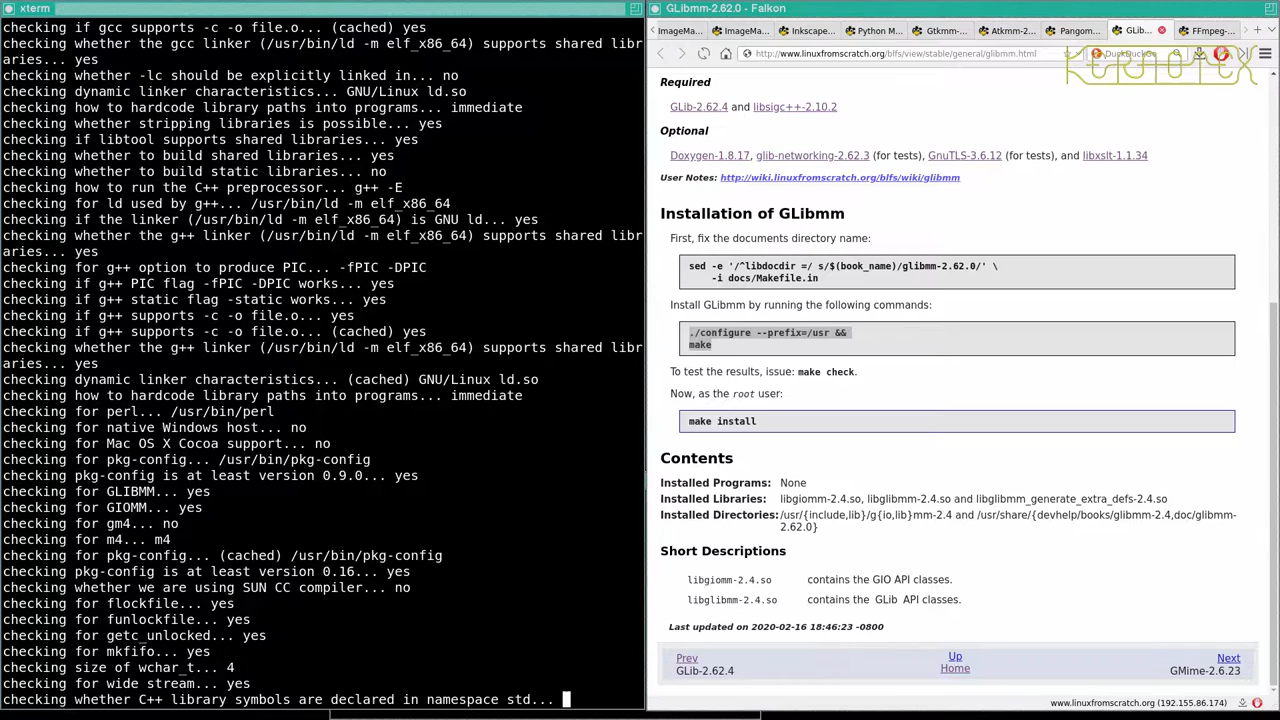 xterm
checking if gcc supports -c -o file.o... (cached) yes
checking whether the gcc linker (/usr/bin/ld -m elf_x86_64) supports shared libr
aries... yes
checking whether -lc should be explicitly linked in... no
checking dynamic linker characteristics... GNU/Linux ld.so
checking how to hardcode library paths into programs... immediate
checking whether stripping libraries is possible... yes
checking if libtool supports shared libraries... yes
checking whether to build shared libraries... yes
checking whether to build static libraries... no
checking how to run the C++ preprocessor... g++ -E
checking for ld used by g++... /usr/bin/ld -m elf_x86_64
checking if the linker (/usr/bin/ld -m elf_x86_64) is GNU ld... yes
checking whether the g++ linker (/usr/bin/ld -m elf_x86_64) supports shared libr
aries... yes
checking for g++ option to produce PIC... -fPIC -DPIC
checking if g++ PIC flag -fPIC -DPIC works... yes
checking if g++ static flag -static works... yes
checking if g++ supports -c -o file.o... yes
checking if g++ supports -c -o file.o... (cached) yes
checking whether the g++ linker (/usr/bin/ld -m elf_x86_64) supports shared libr
aries... yes
checking dynamic linker characteristics... (cached) GNU/Linux ld.so
checking how to hardcode library paths into programs... immediate
checking for perl... /usr/bin/perl
checking for native Windows host... no
checking for Mac OS X Cocoa support... no
checking for pkg-config... /usr/bin/pkg-config
checking pkg-config is at least version 0.9.0... yes
checking for GLIBMM... yes
checking for GIOMM... yes
checking for gm4... no
checking for m4... m4
checking for pkg-config... (cached) /usr/bin/pkg-config
checking pkg-config is at least version 0.16... yes
checking whether we are using SUN CC compiler... no
checking for flockfile... yes
checking for funlockfile... yes
checking for getc_unlocked... yes
checking for mkfifo... yes
checking size of wchar_t... 4
checking for wide stream... yes
checking whether C++ library symbols are declared in namespace std...
GLibmm-2.62.0 - Falkon
ImageMa... ImageMa... Inkscape... Python M... Gtkmm-... Atkmm-2... Pangom... GLib... FFmpeg-...
http://www.linuxfromscratch.org/blfs/view/stable/general/glibmm.html DuckDuckGo
KERNOTEX
Required
GLib-2.62.4 and libsigc++-2.10.2
Optional
Doxygen-1.8.17, glib-networking-2.62.3 (for tests), GnuTLS-3.6.12 (for tests), and libxslt-1.1.34
User Notes: http://wiki.linuxfromscratch.org/blfs/wiki/glibmm
Installation of GLibmm
First, fix the documents directory name:
sed -e '/^libdocdir =/ s/$(book_name)/glibmm-2.62.0/' \
-i docs/Makefile.in
Install GLibmm by running the following commands:
./configure --prefix=/usr &&
make
To test the results, issue: make check.
Now, as the root user:
make install
Contents
Installed Programs: None
Installed Libraries: libgiomm-2.4.so, libglibmm-2.4.so and libglibmm_generate_extra_defs-2.4.so
Installed Directories: /usr/{include,lib}/g{io,lib}mm-2.4 and /usr/share/{devhelp/books/glibmm-2.4,doc/glibmm-
2.62.0}
Short Descriptions
libgiomm-2.4.so contains the GIO API classes.
libglibmm-2.4.so contains the GLib API classes.
Last updated on 2020-02-16 18:46:23 -0800
Prev Up Next
GLib-2.62.4 Home GMime-2.6.23
www.linuxfromscratch.org (192.155.86.174)